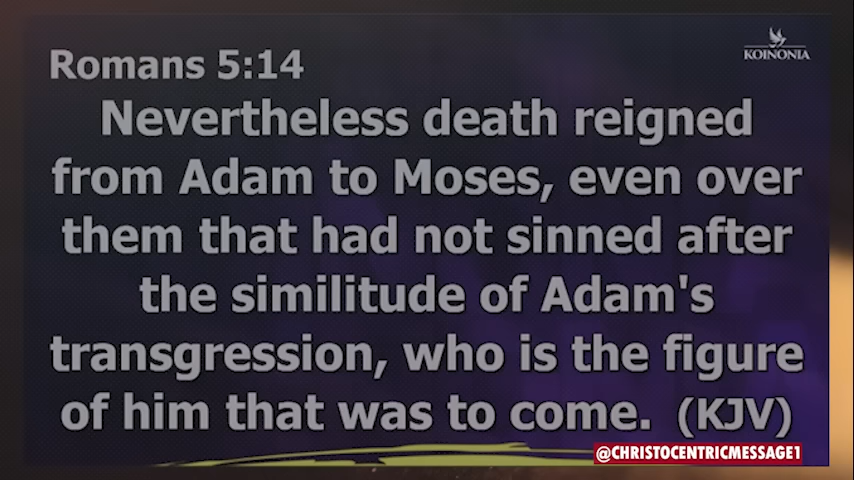 Romans 5:14
KOINONIA
Nevertheless death reigned
from Adam to Moses, even over
them that had not sinned after
the similitude of Adam's
transgression, who is the figure
of him that was to come. (KJV)
@CHRISTOCENTRICMESSAGE1